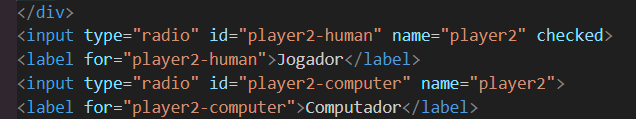 </div>
<input type="radio" id="player2-human" name="player2" checked>
<label for="player2-human">Jogador</label>
<input type="radio" id="player2-computer" name="player2">
<label for="player2-computer">Computador</label>